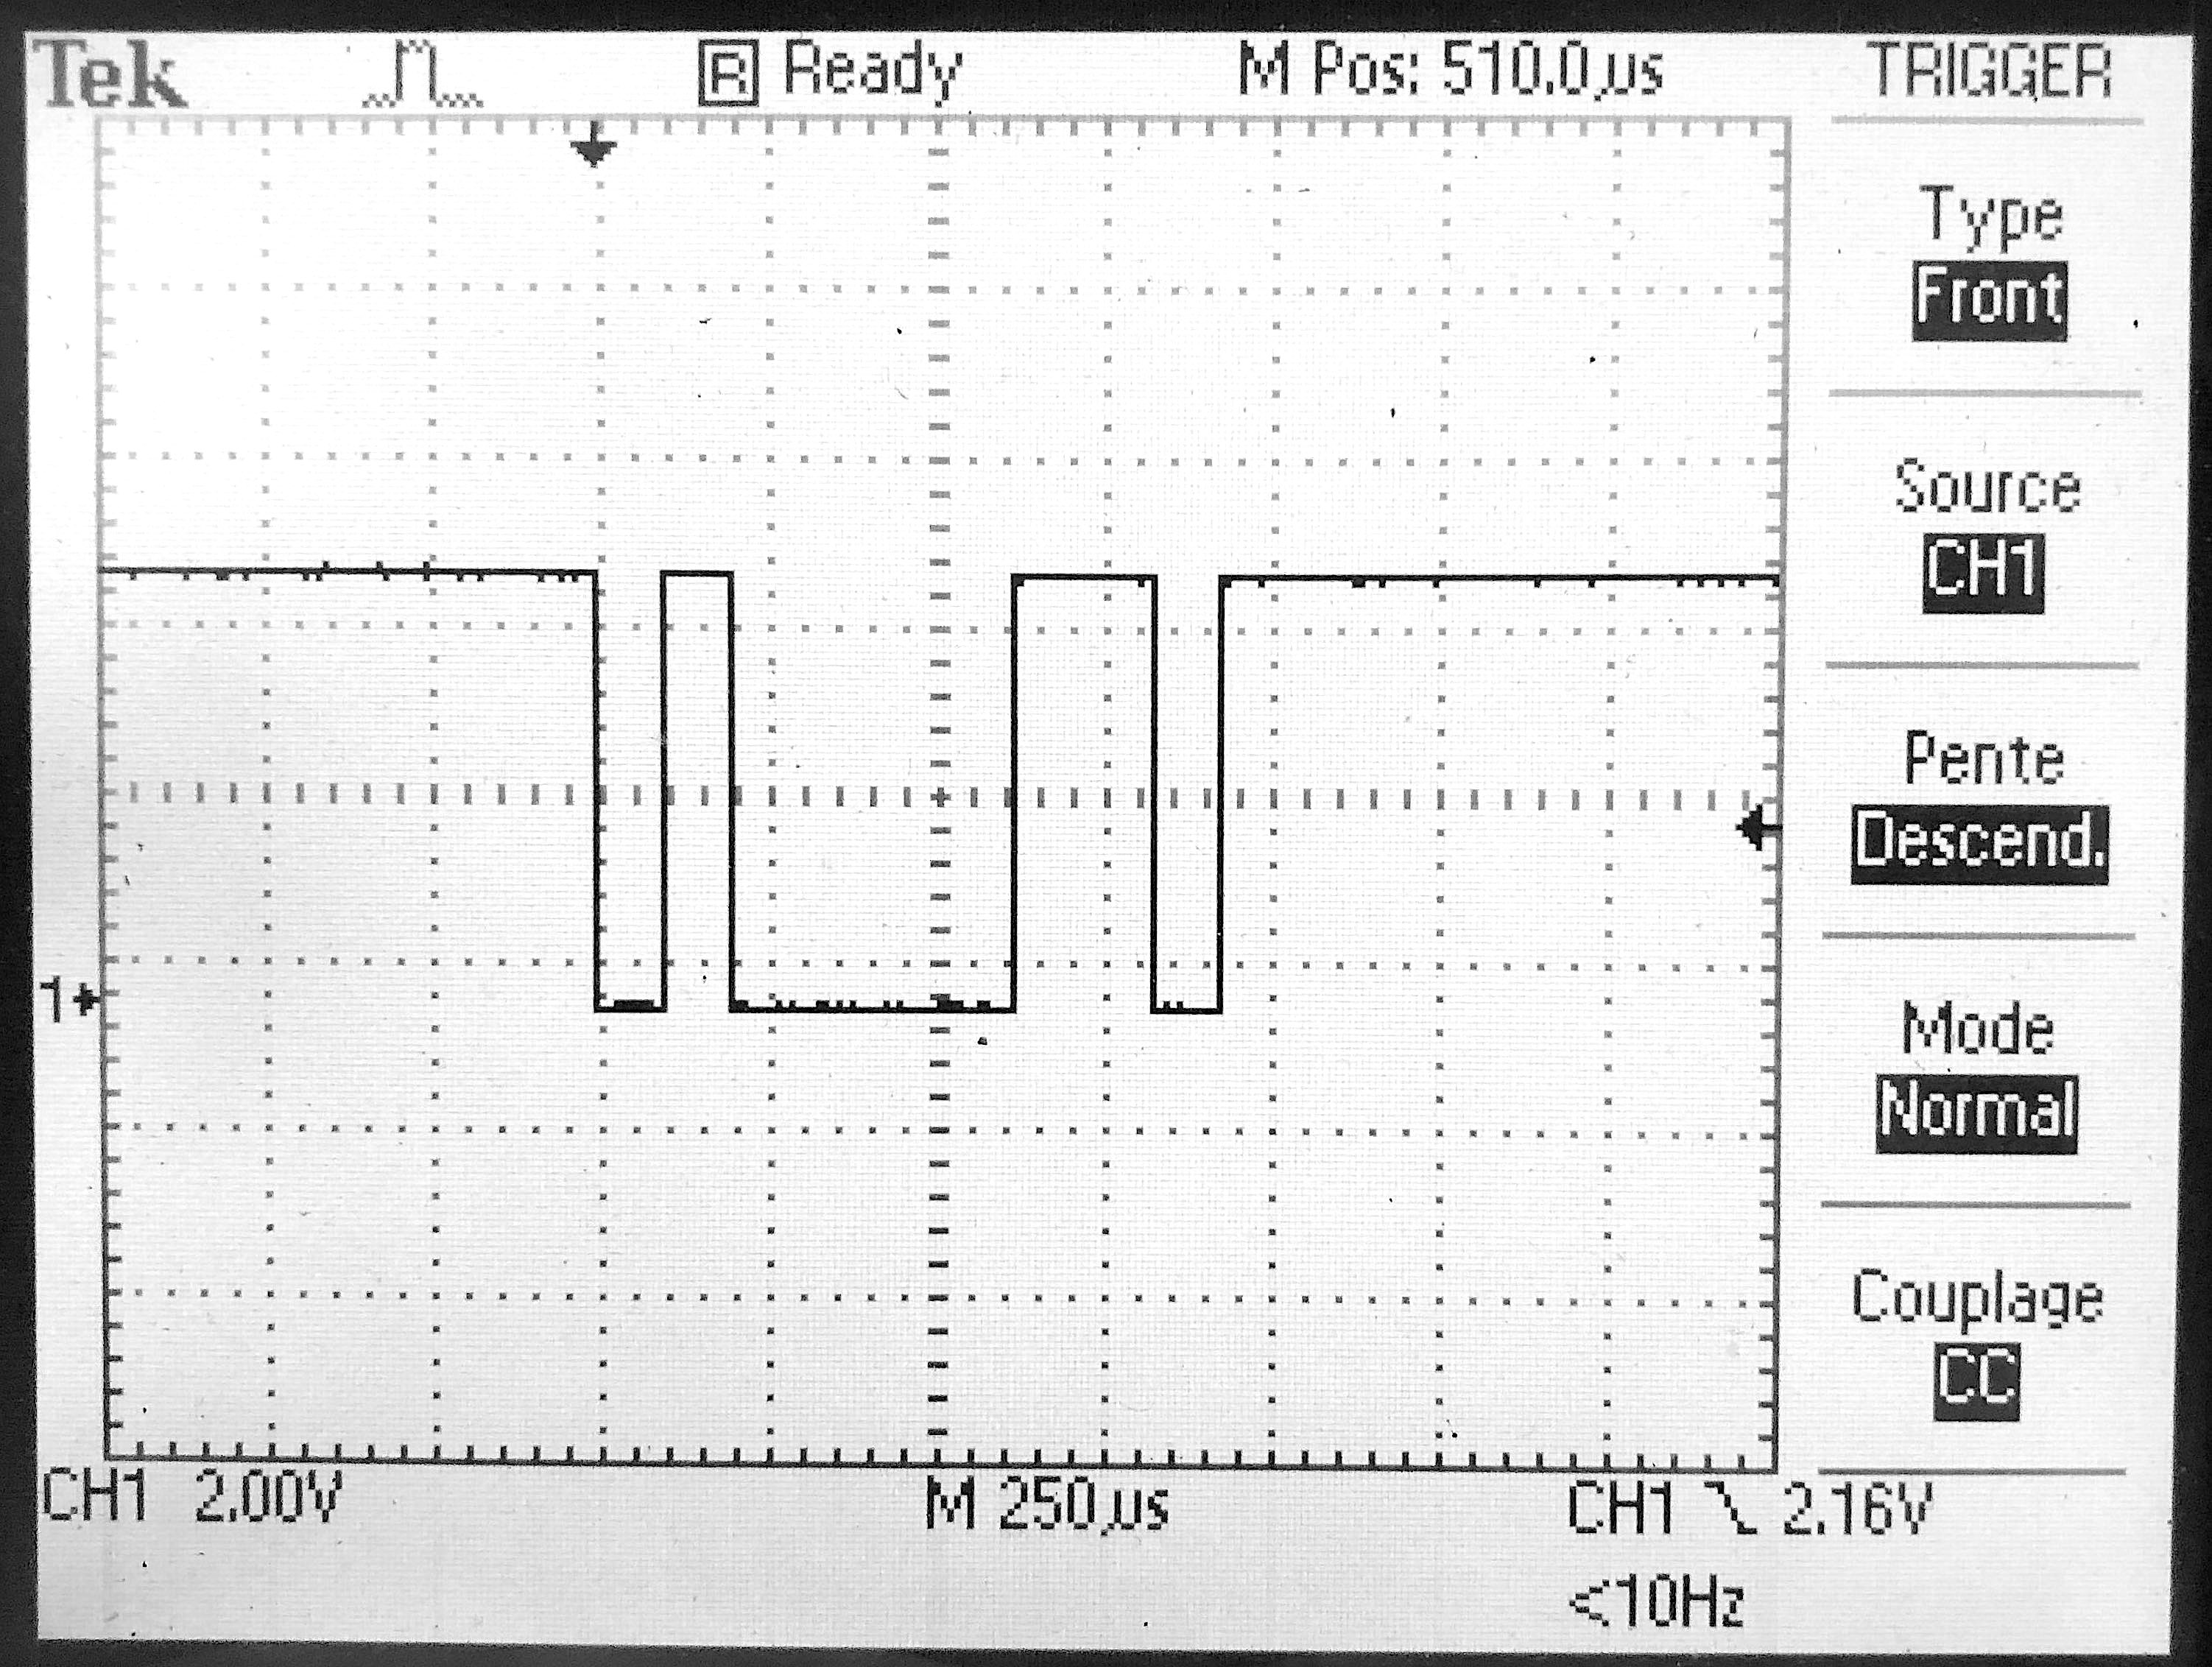 Tek R Ready M Pos: 510.0µs TRIGGER
Type
Front
Source
CH1
Pente
Descend.
Mode
Normal
Couplage
CC
1
CH1 2.00V M 250µs CH1 2.16V
<10Hz